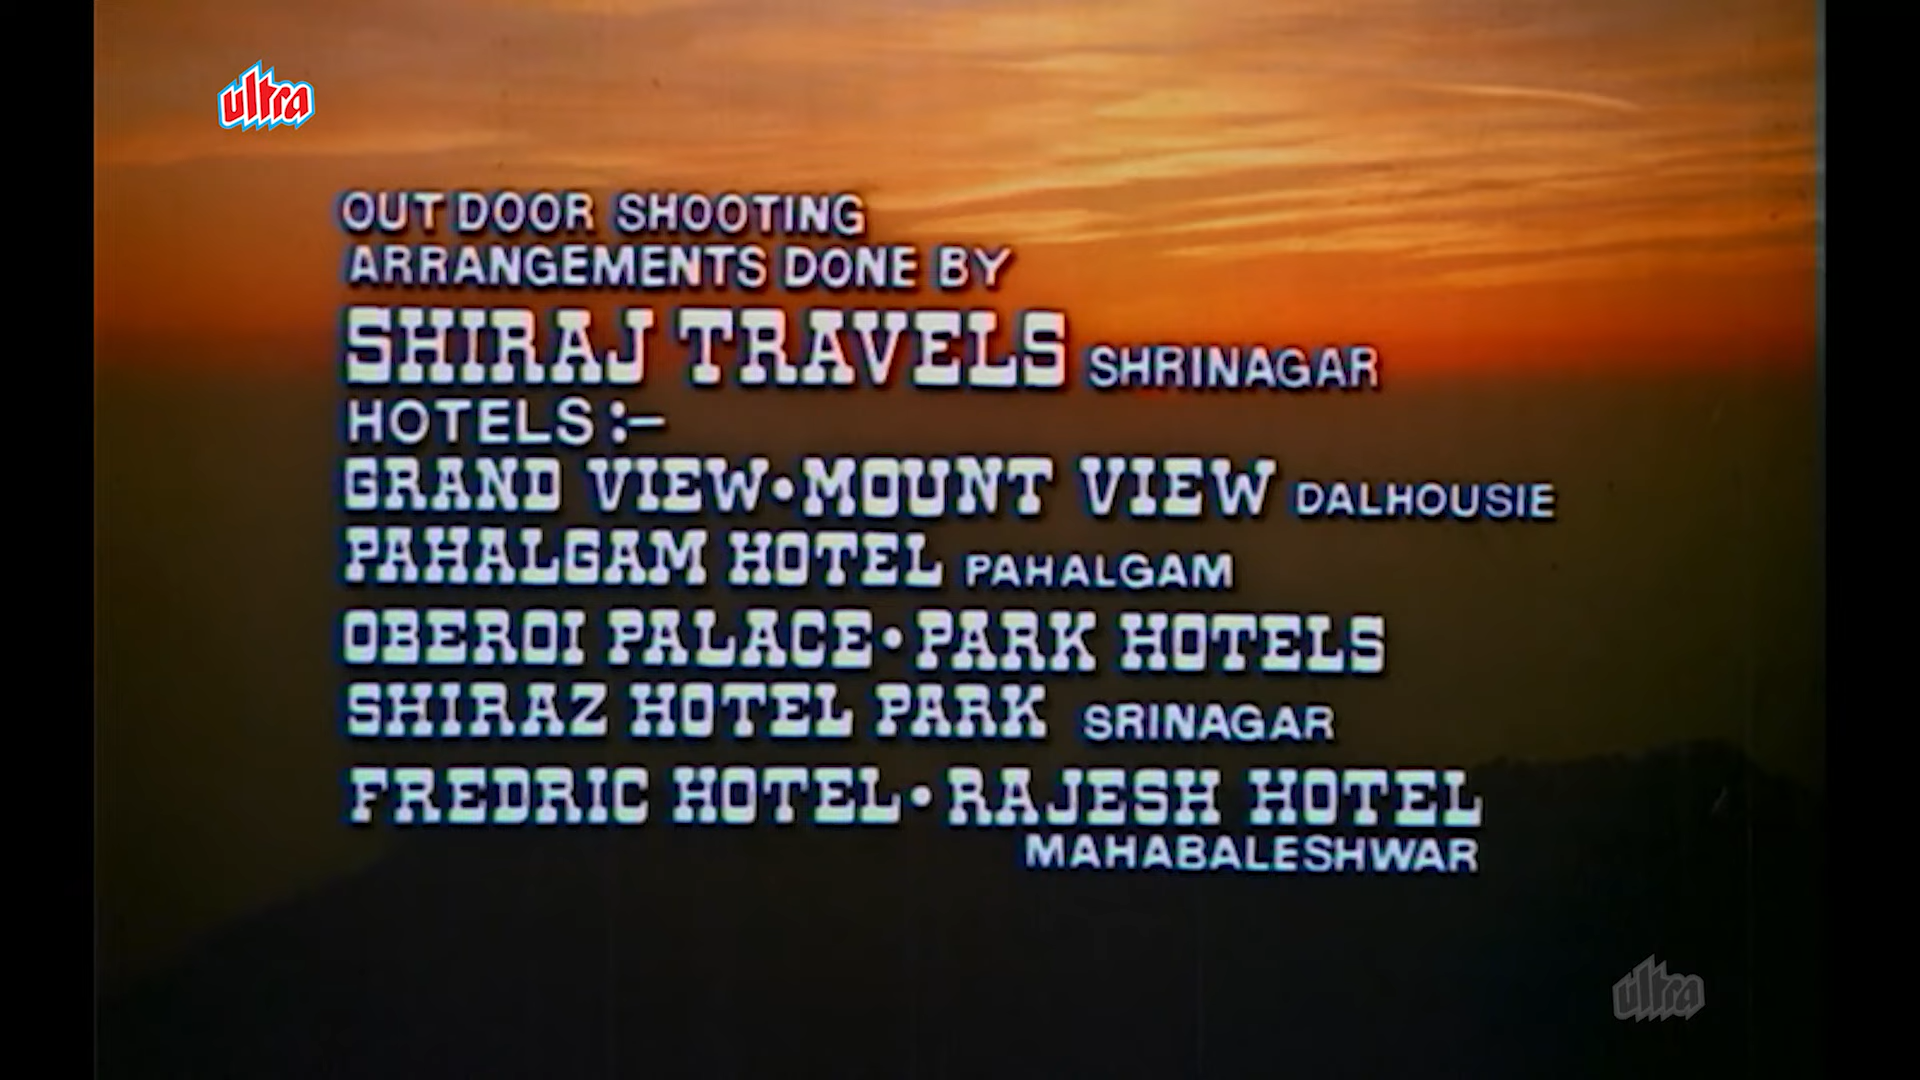 ultra
OUT DOOR SHOOTING
ARRANGEMENTS DONE BY
SHIRAJ TRAVELS SHRINAGAR
HOTELS :-
GRAND VIEW • MOUNT VIEW DALHOUSIE
PAHALGAM HOTEL PAHALGAM
OBEROI PALACE • PARK HOTELS
SHIRAZ HOTEL PARK SRINAGAR
FREDRIC HOTEL • RAJESH HOTEL
MAHABALESHWAR
ultra